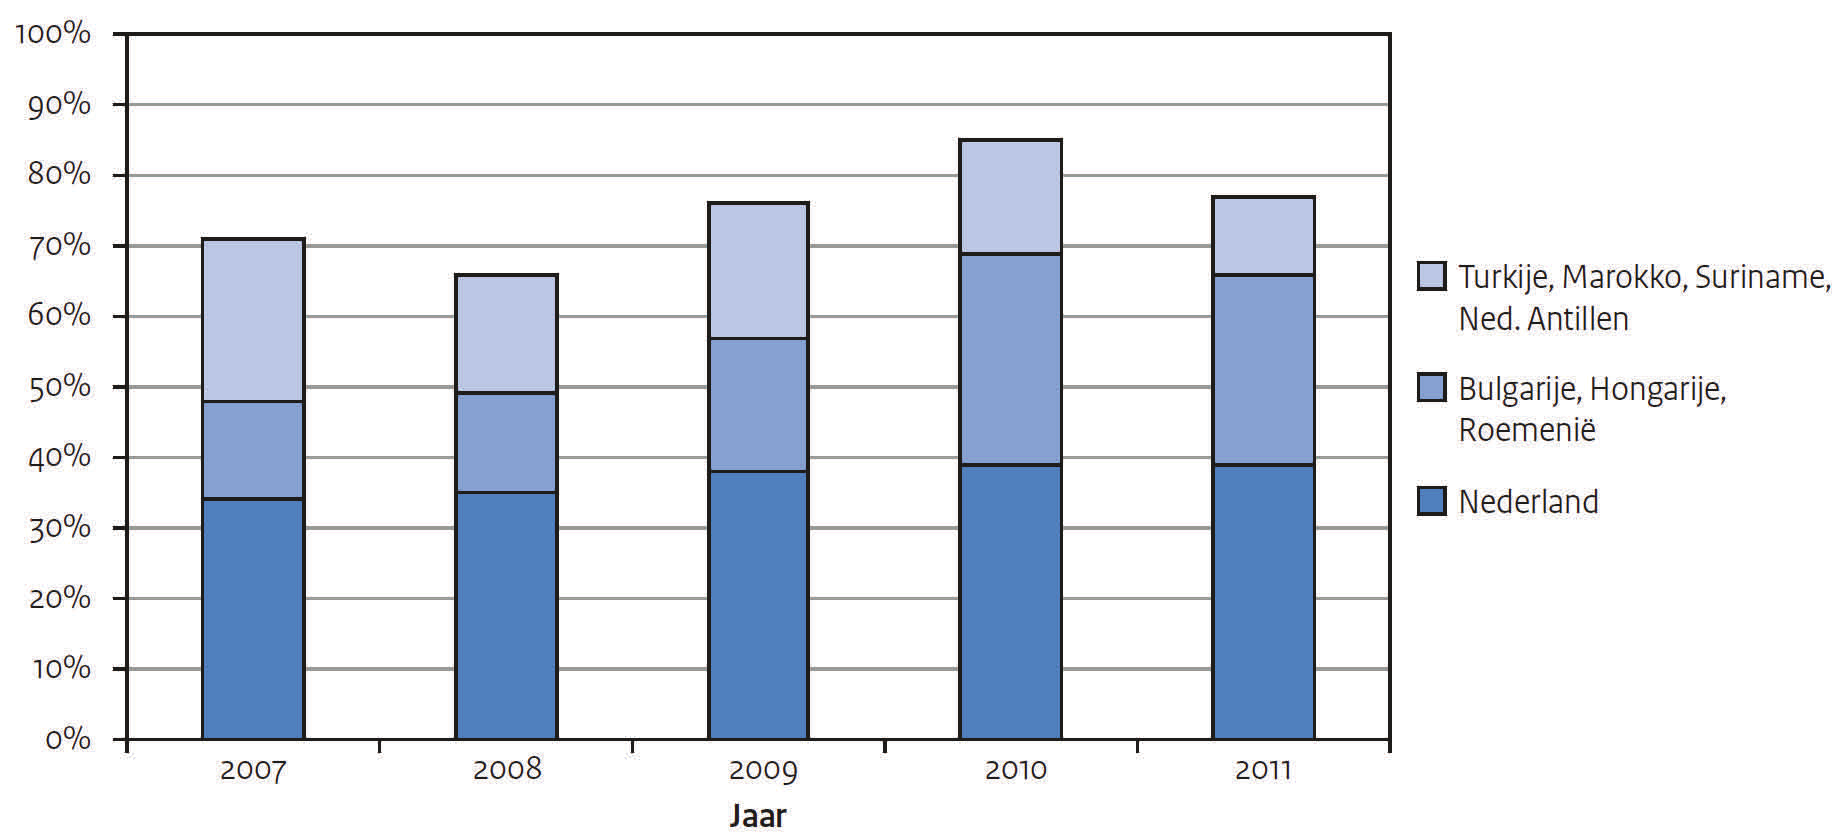 100%
90%
80%
70%
60%
50%
40%
30%
20%
10%
0%
2007
2008
2009
2010
2011
Jaar
Turkije, Marokko, Suriname,
Ned. Antillen
Bulgarije, Hongarije,
Roemenië
Nederland